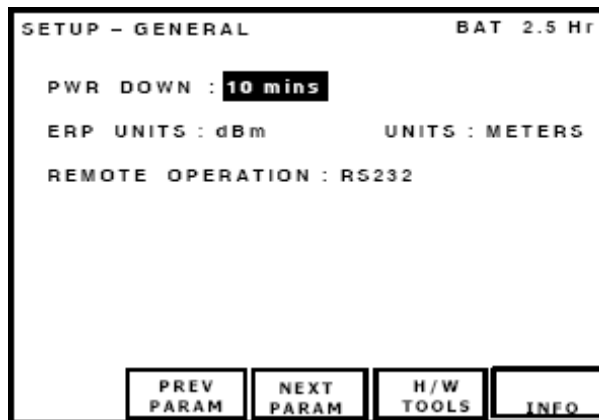 SETUP – GENERAL BAT 2.5 Hr
PWR DOWN : 10 mins
ERP UNITS : dBm UNITS : METERS
REMOTE OPERATION : RS232
PREV PARAM
NEXT PARAM
H/W TOOLS
INFO